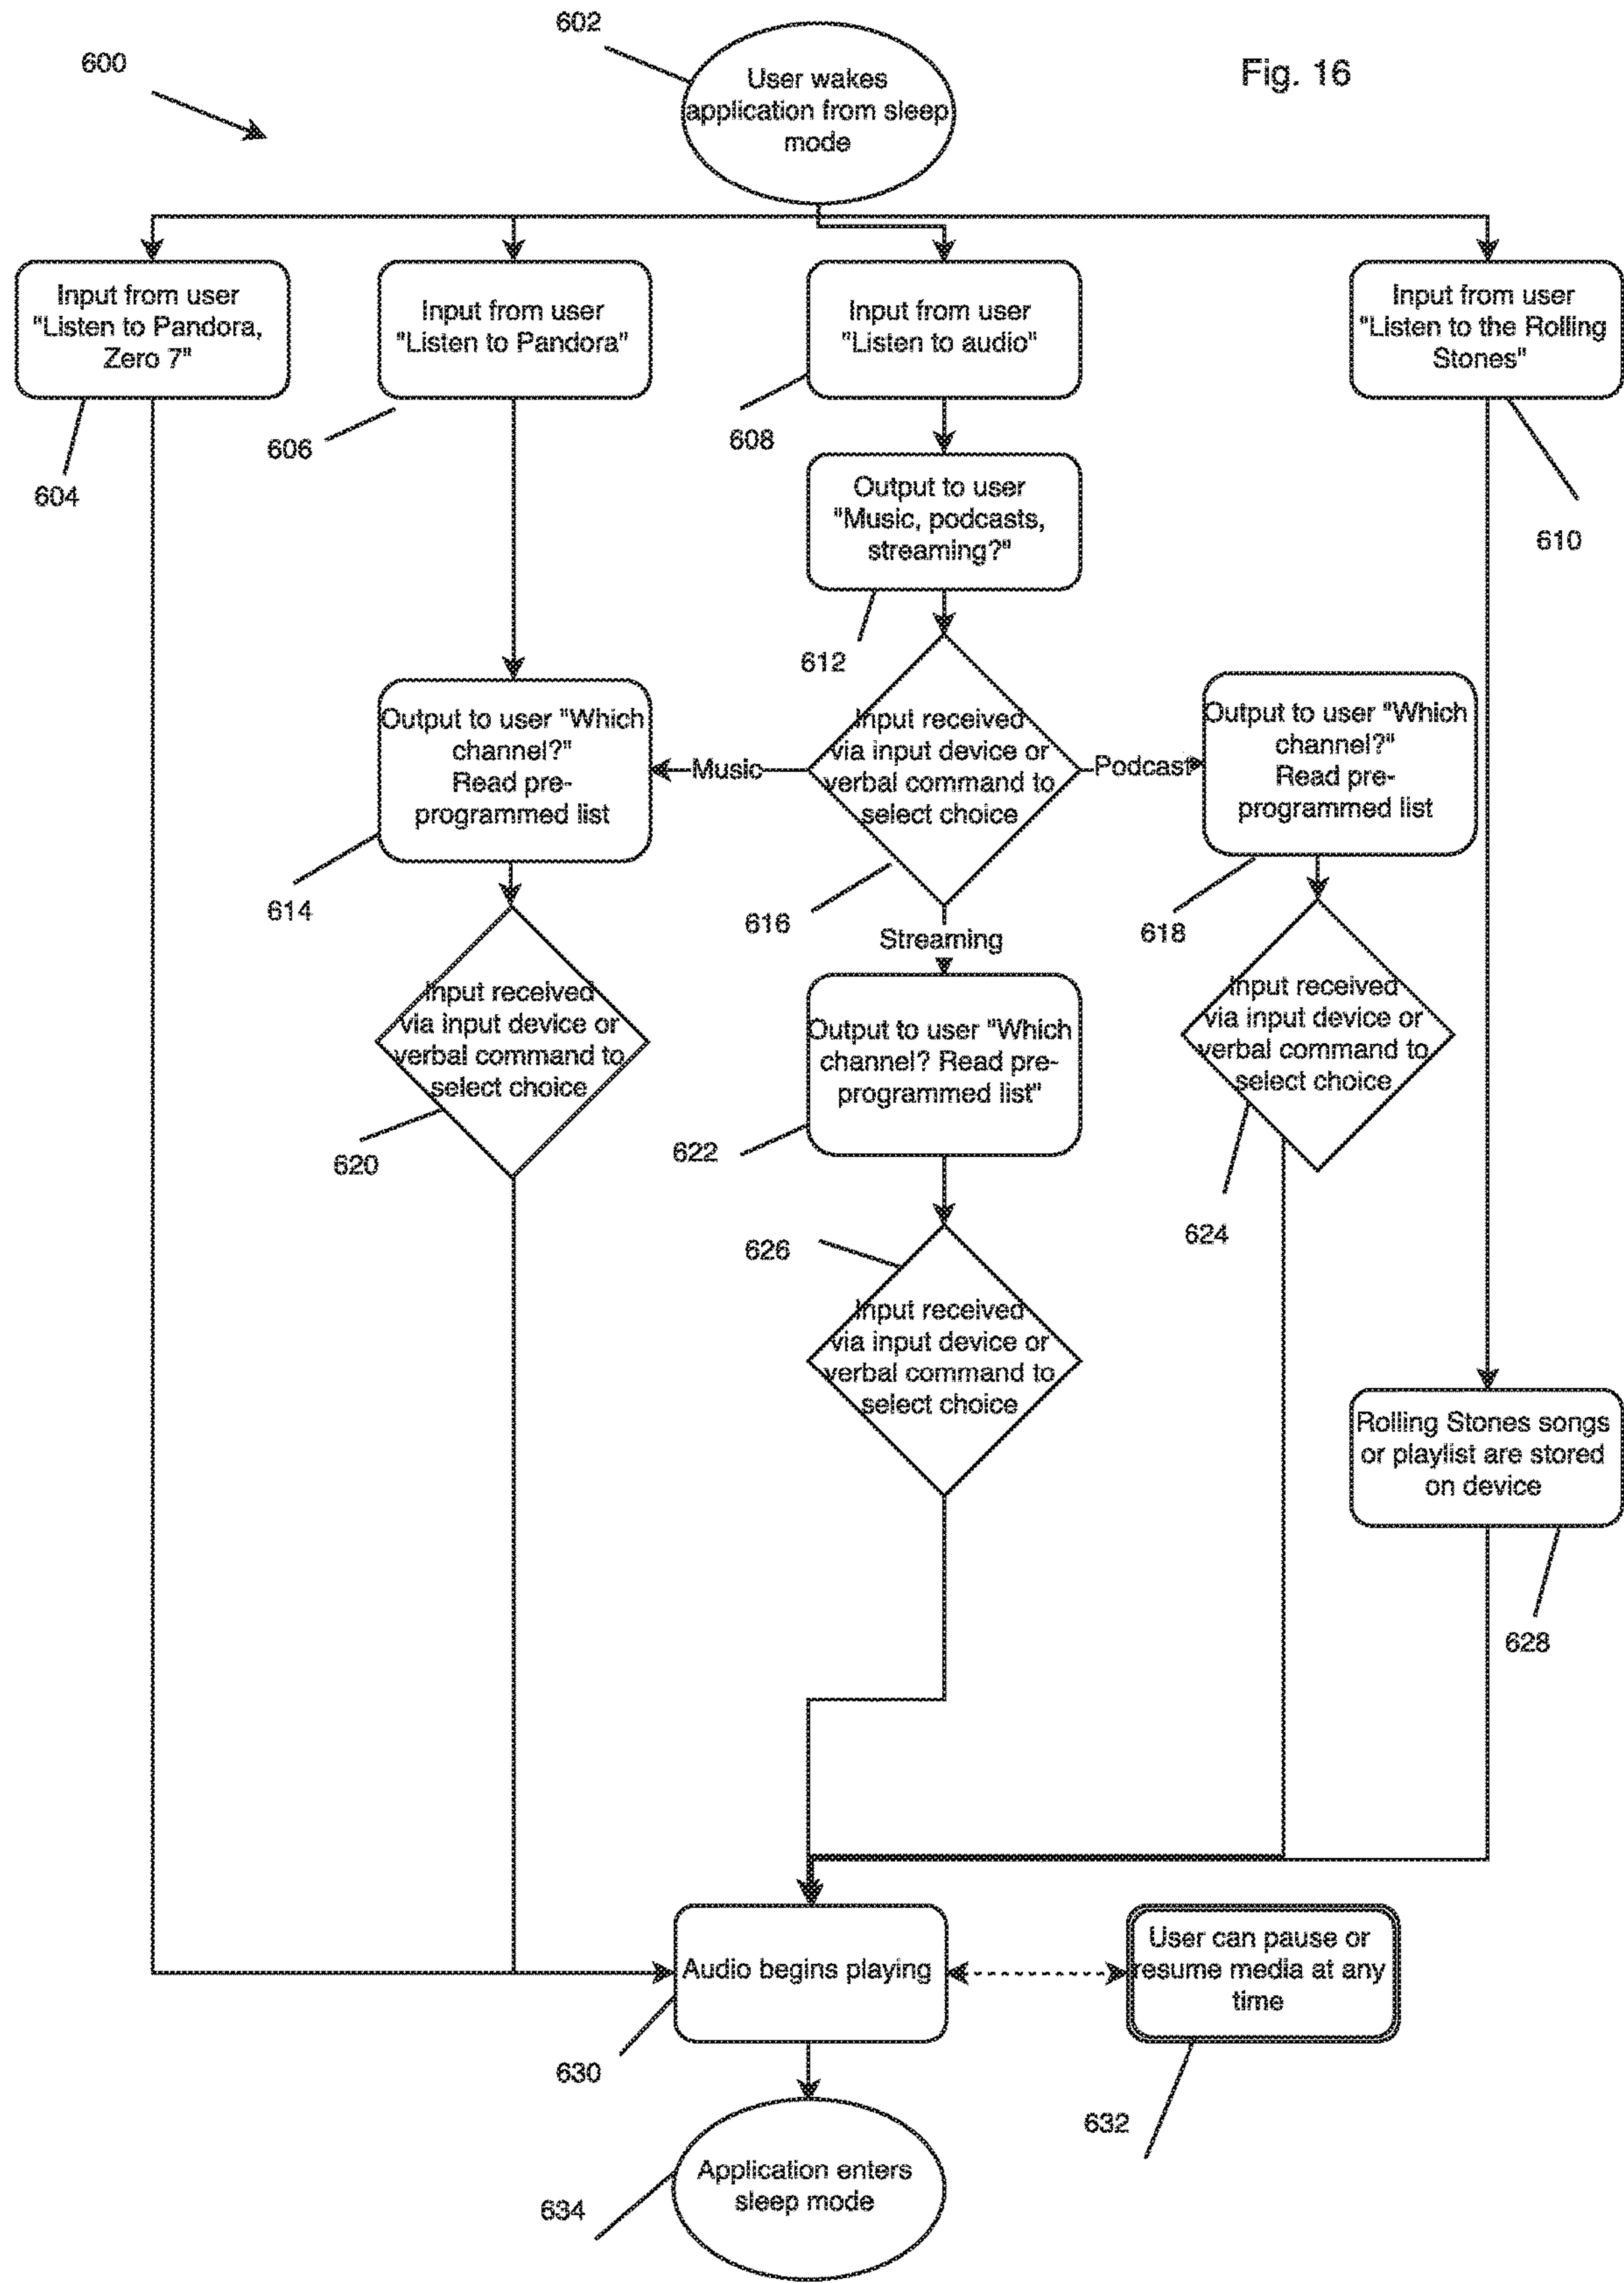 602
600
Fig. 16
User wakes
application from sleep
mode
Input from user
"Listen to Pandora,
Zero 7"
604
Input from user
"Listen to Pandora"
606
Input from user
"Listen to audio"
608
Input from user
"Listen to the Rolling
Stones"
610
Output to user
"Music, podcasts,
streaming?"
612
Output to user "Which
channel?"
Read pre-
programmed list
614
Music
Input received
via input device or
verbal command to
select choice
616
Podcast
Output to user "Which
channel?"
Read pre-
programmed list
618
Streaming
Input received
via input device or
verbal command to
select choice
620
Output to user "Which
channel? Read pre-
programmed list"
622
Input received
via input device or
verbal command to
select choice
624
626
Input received
via input device or
verbal command to
select choice
Rolling Stones songs
or playlist are stored
on device
628
Audio begins playing
630
User can pause or
resume media at any
time
632
Application enters
sleep mode
634